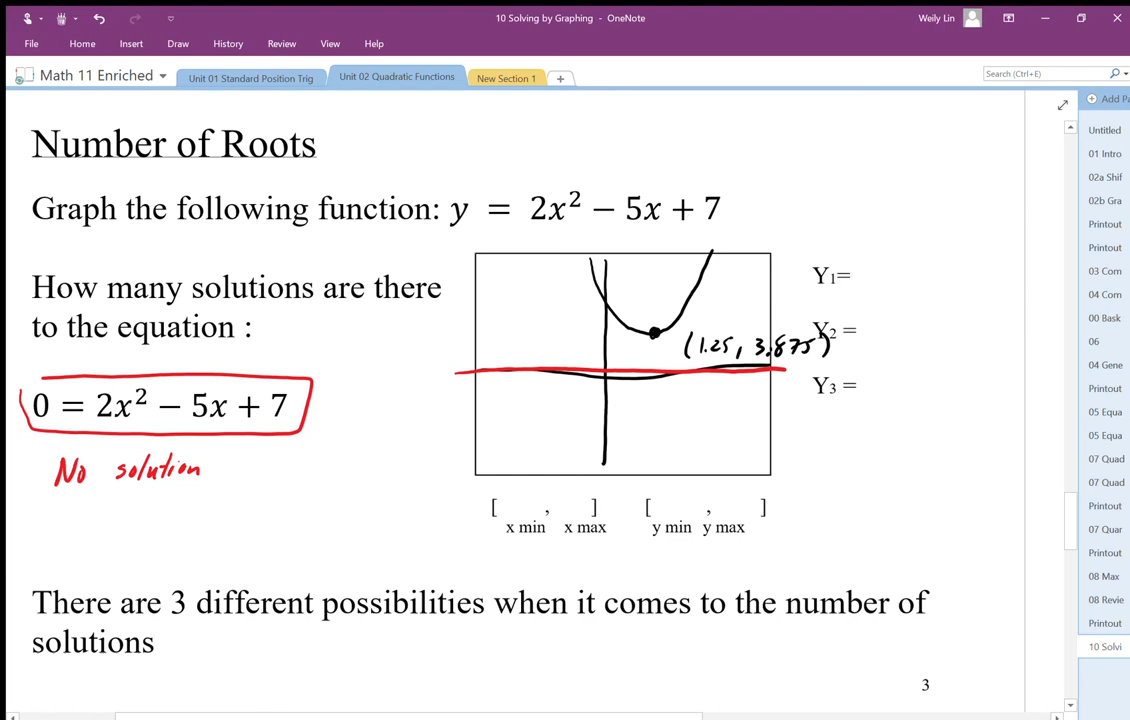 10 Solving by Graphing - OneNote
Weily Lin
File Home Insert Draw History Review View Help
Math 11 Enriched
Unit 01 Standard Position Trig
Unit 02 Quadratic Functions
New Section 1
Search (Ctrl+E)
Number of Roots
Graph the following function: y = 2x² − 5x + 7
How many solutions are there
to the equation :
0 = 2x² − 5x + 7
No solution
(1.25, 3.875)
Y₁=
Y₂ =
Y₃ =
[ , ] [ , ]
x min x max y min y max
There are 3 different possibilities when it comes to the number of
solutions
3
Add Pa
Untitled
01 Intro
02a Shif
02b Gra
Printout
Printout
03 Com
04 Com
00 Bask
06
04 Gene
Printout
05 Equa
05 Equa
07 Quad
07 Quad
Printout
07 Quar
Printout
08 Max
08 Revie
Printout
10 Solvi